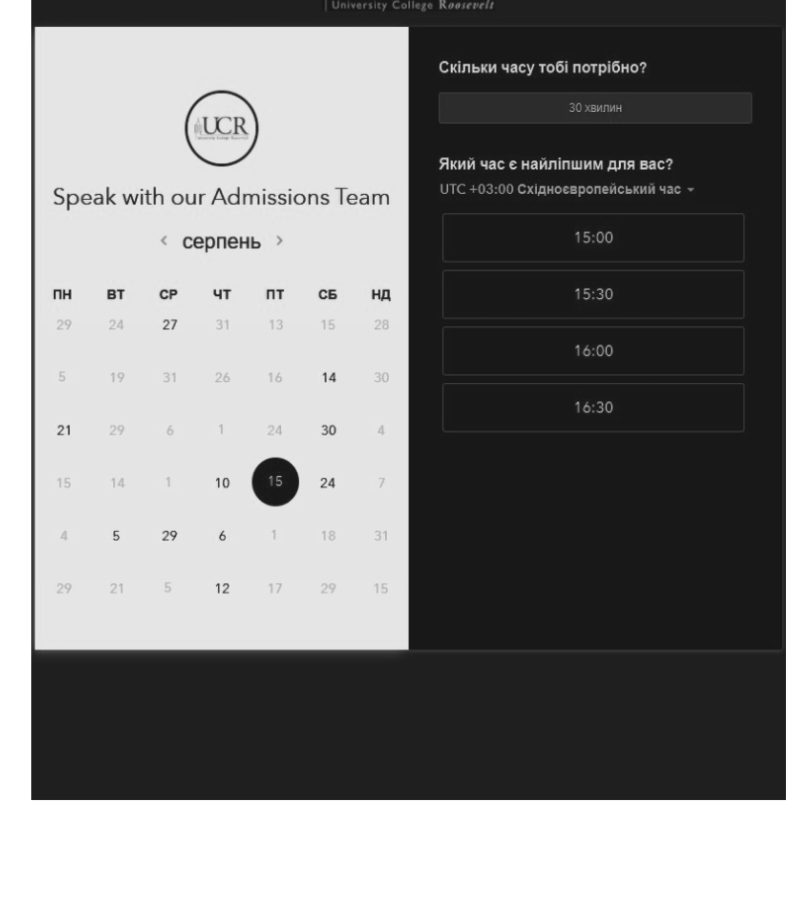 | University College Roosevelt
UCR
Speak with our Admissions Team
< серпень >
ПН ВТ СР ЧТ ПТ СБ НД
29 24 27 31 13 15 28
5 19 31 26 16 14 30
21 29 6 1 24 30 4
15 14 1 10 15 24 7
4 5 29 6 1 18 31
29 21 5 12 17 29 15
Скільки часу тобі потрібно?
30 хвилин
Який час є найліпшим для вас?
UTC +03:00 Східноєвропейський час
15:00
15:30
16:00
16:30